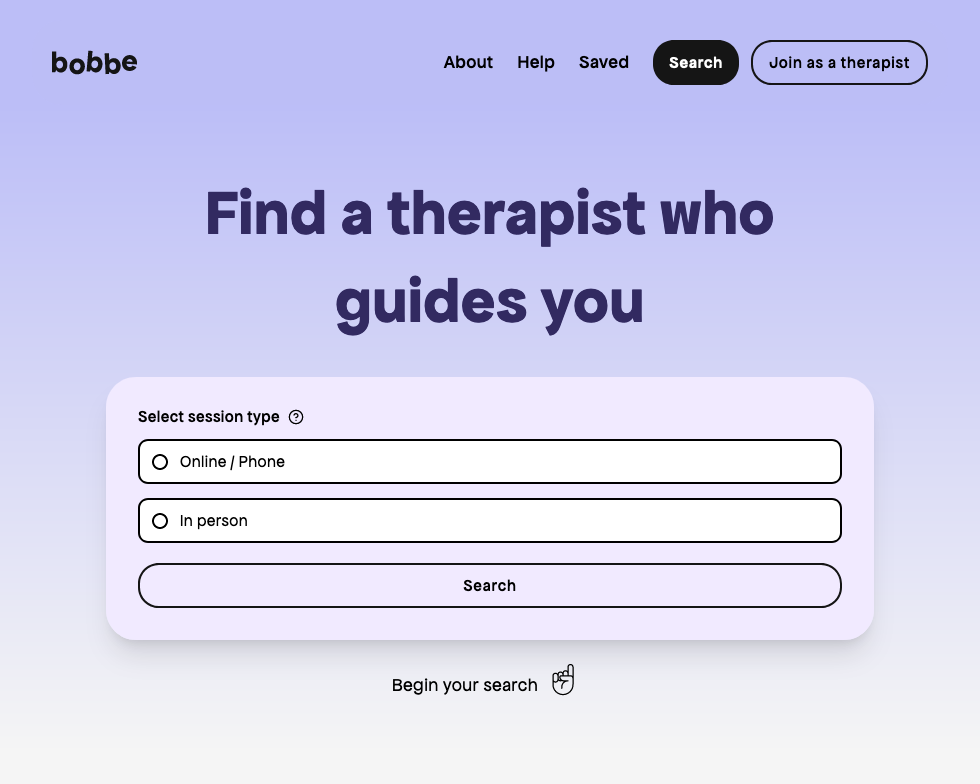 bobbe
About Help Saved Search Join as a therapist
Find a therapist who
guides you
Select session type
Online / Phone
In person
Search
Begin your search